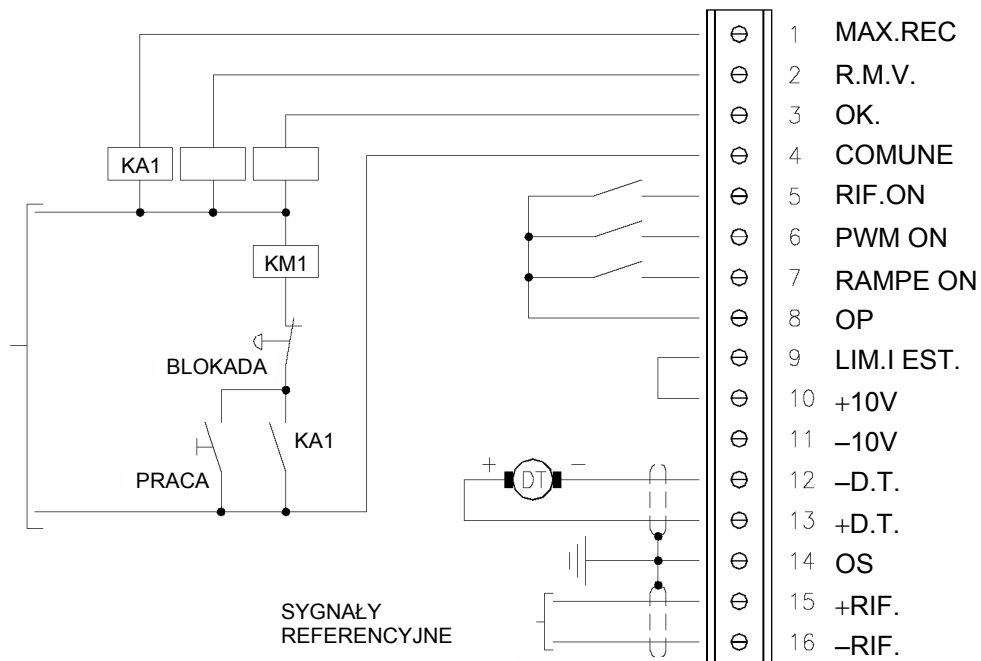 1 MAX.REC
2 R.M.V.
3 OK.
KA1
4 COMUNE
5 RIF.ON
6 PWM ON
KM1
7 RAMPE ON
8 OP
BLOKADA
9 LIM.I EST.
10 +10V
KA1
11 –10V
PRACA
+ DT –
12 –D.T.
13 +D.T.
14 OS
SYGNAŁY
REFERENCYJNE
15 +RIF.
16 –RIF.